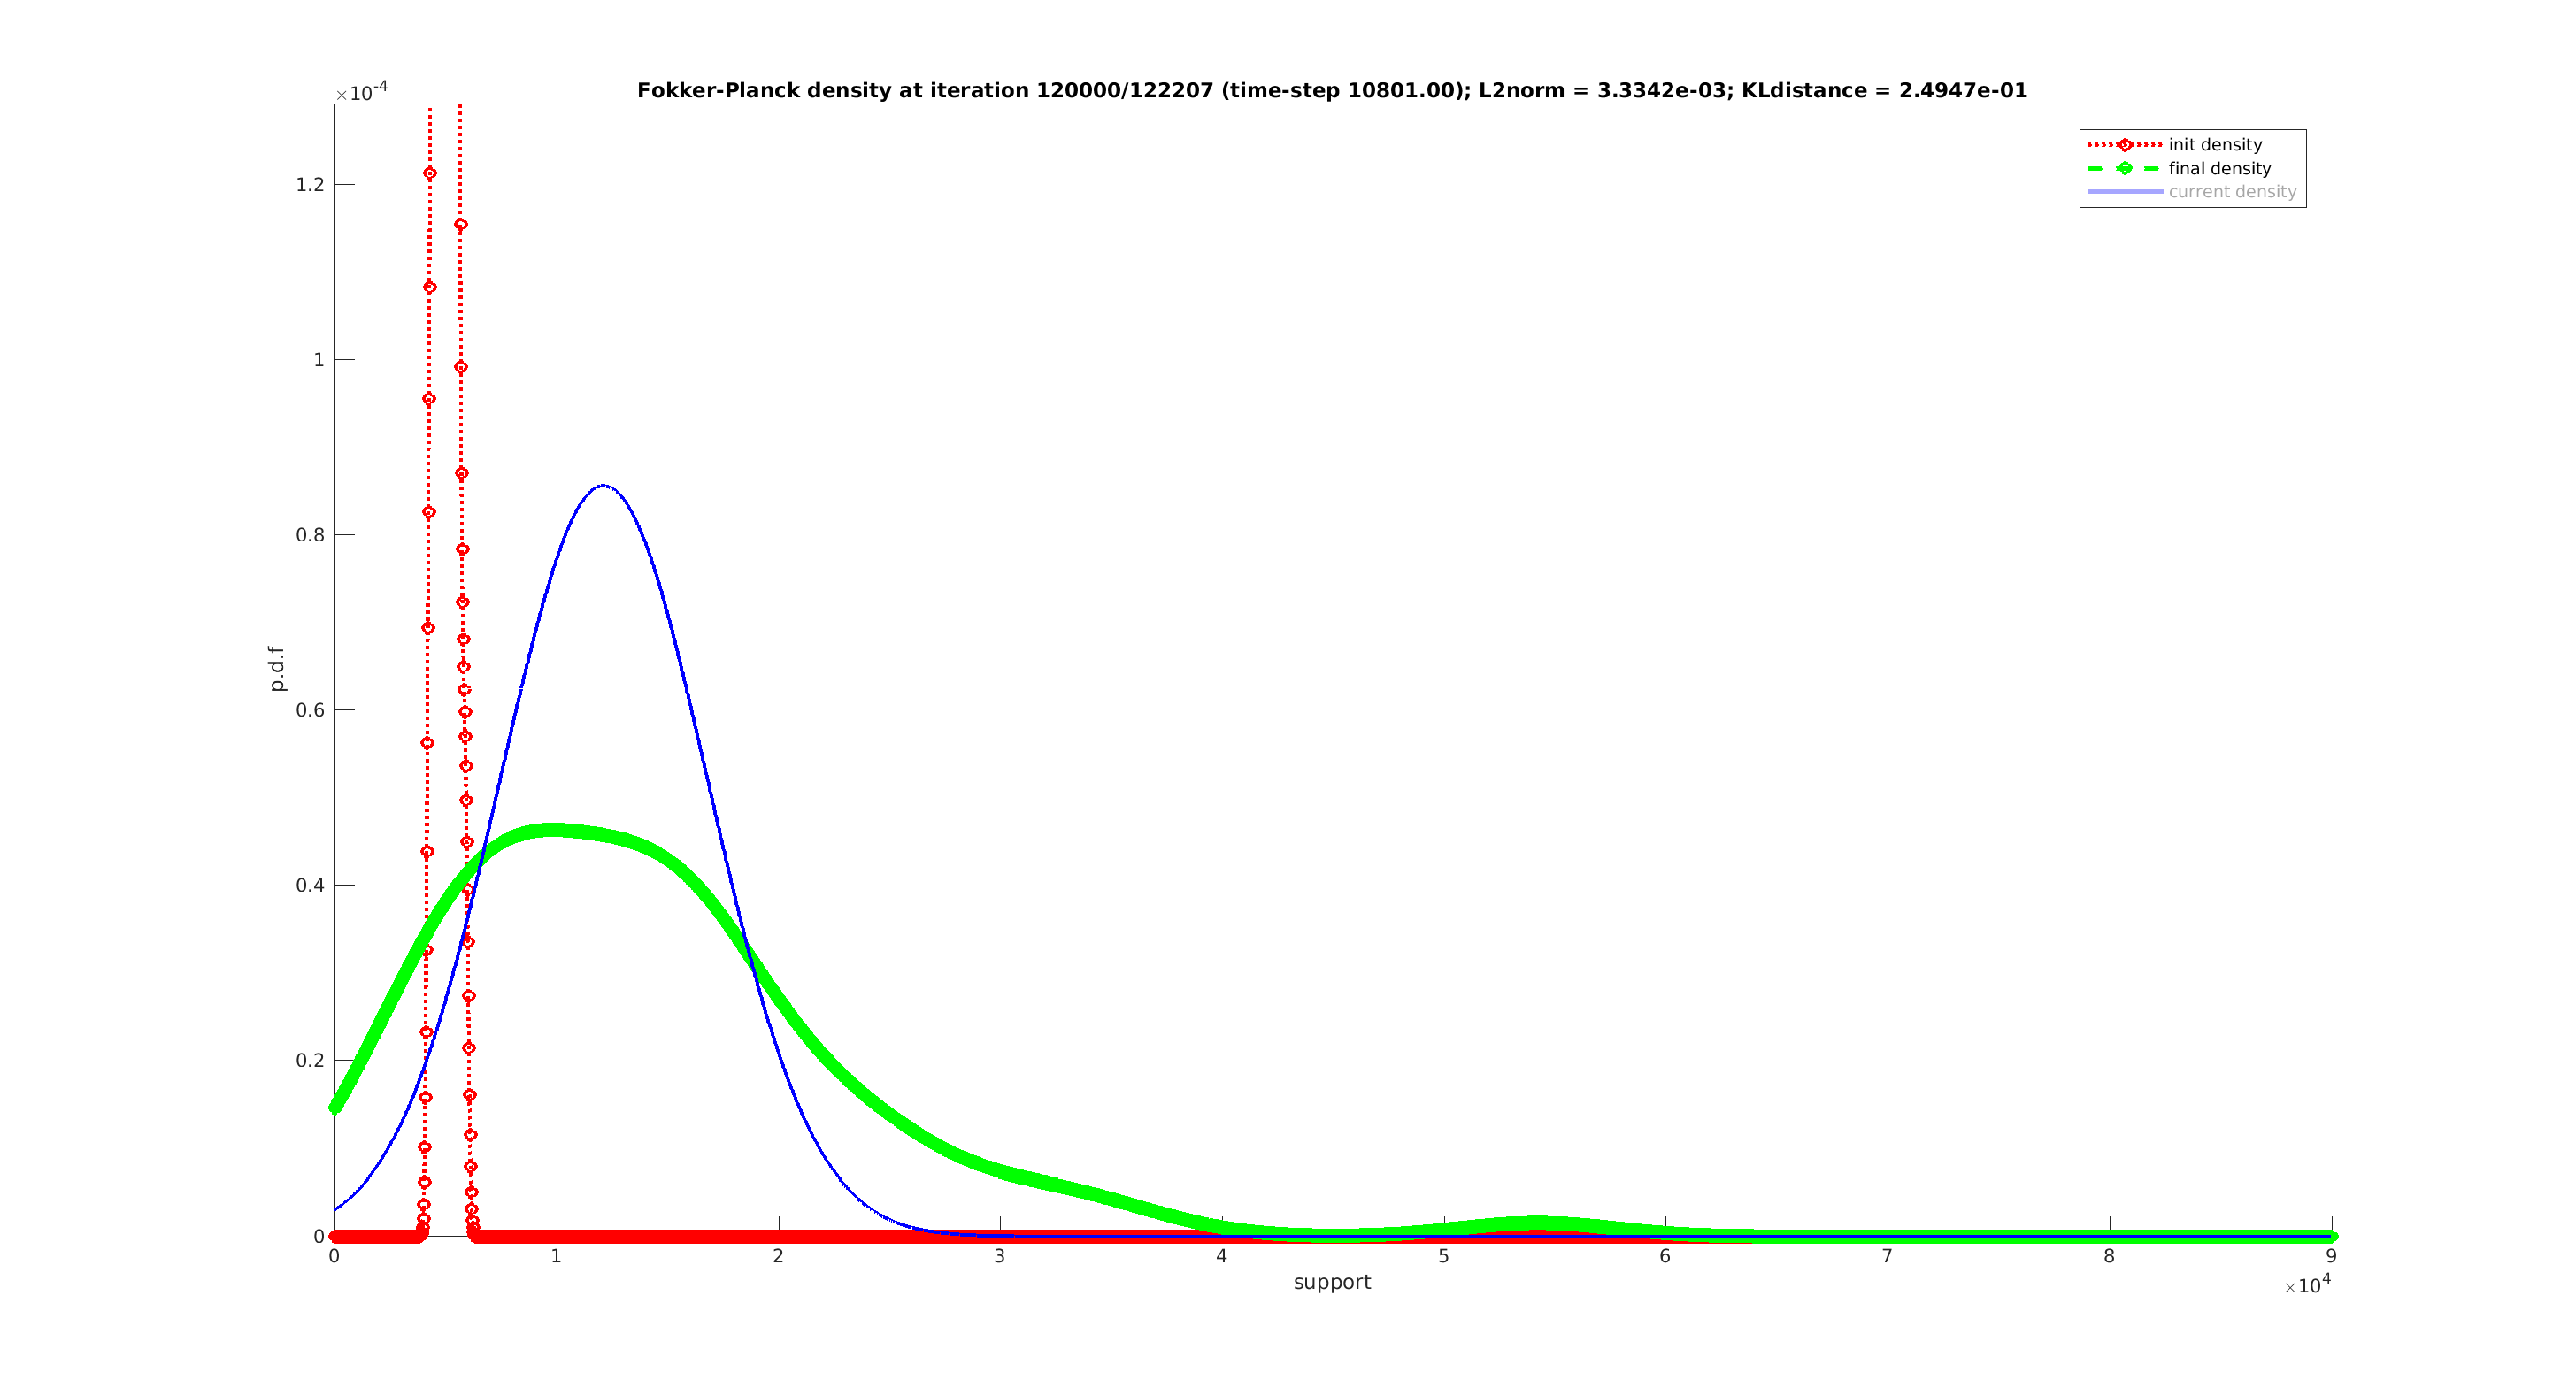 Fokker-Planck density at iteration 120000/122207 (time-step 10801.00); L2norm = 3.3342e-03; KLdistance = 2.4947e-01
×10-4
init density
final density
current density
1.2
1
0.8
0.6
0.4
0.2
0
p.d.f
0 1 2 3 4 5 6 7 8 9
support
×104